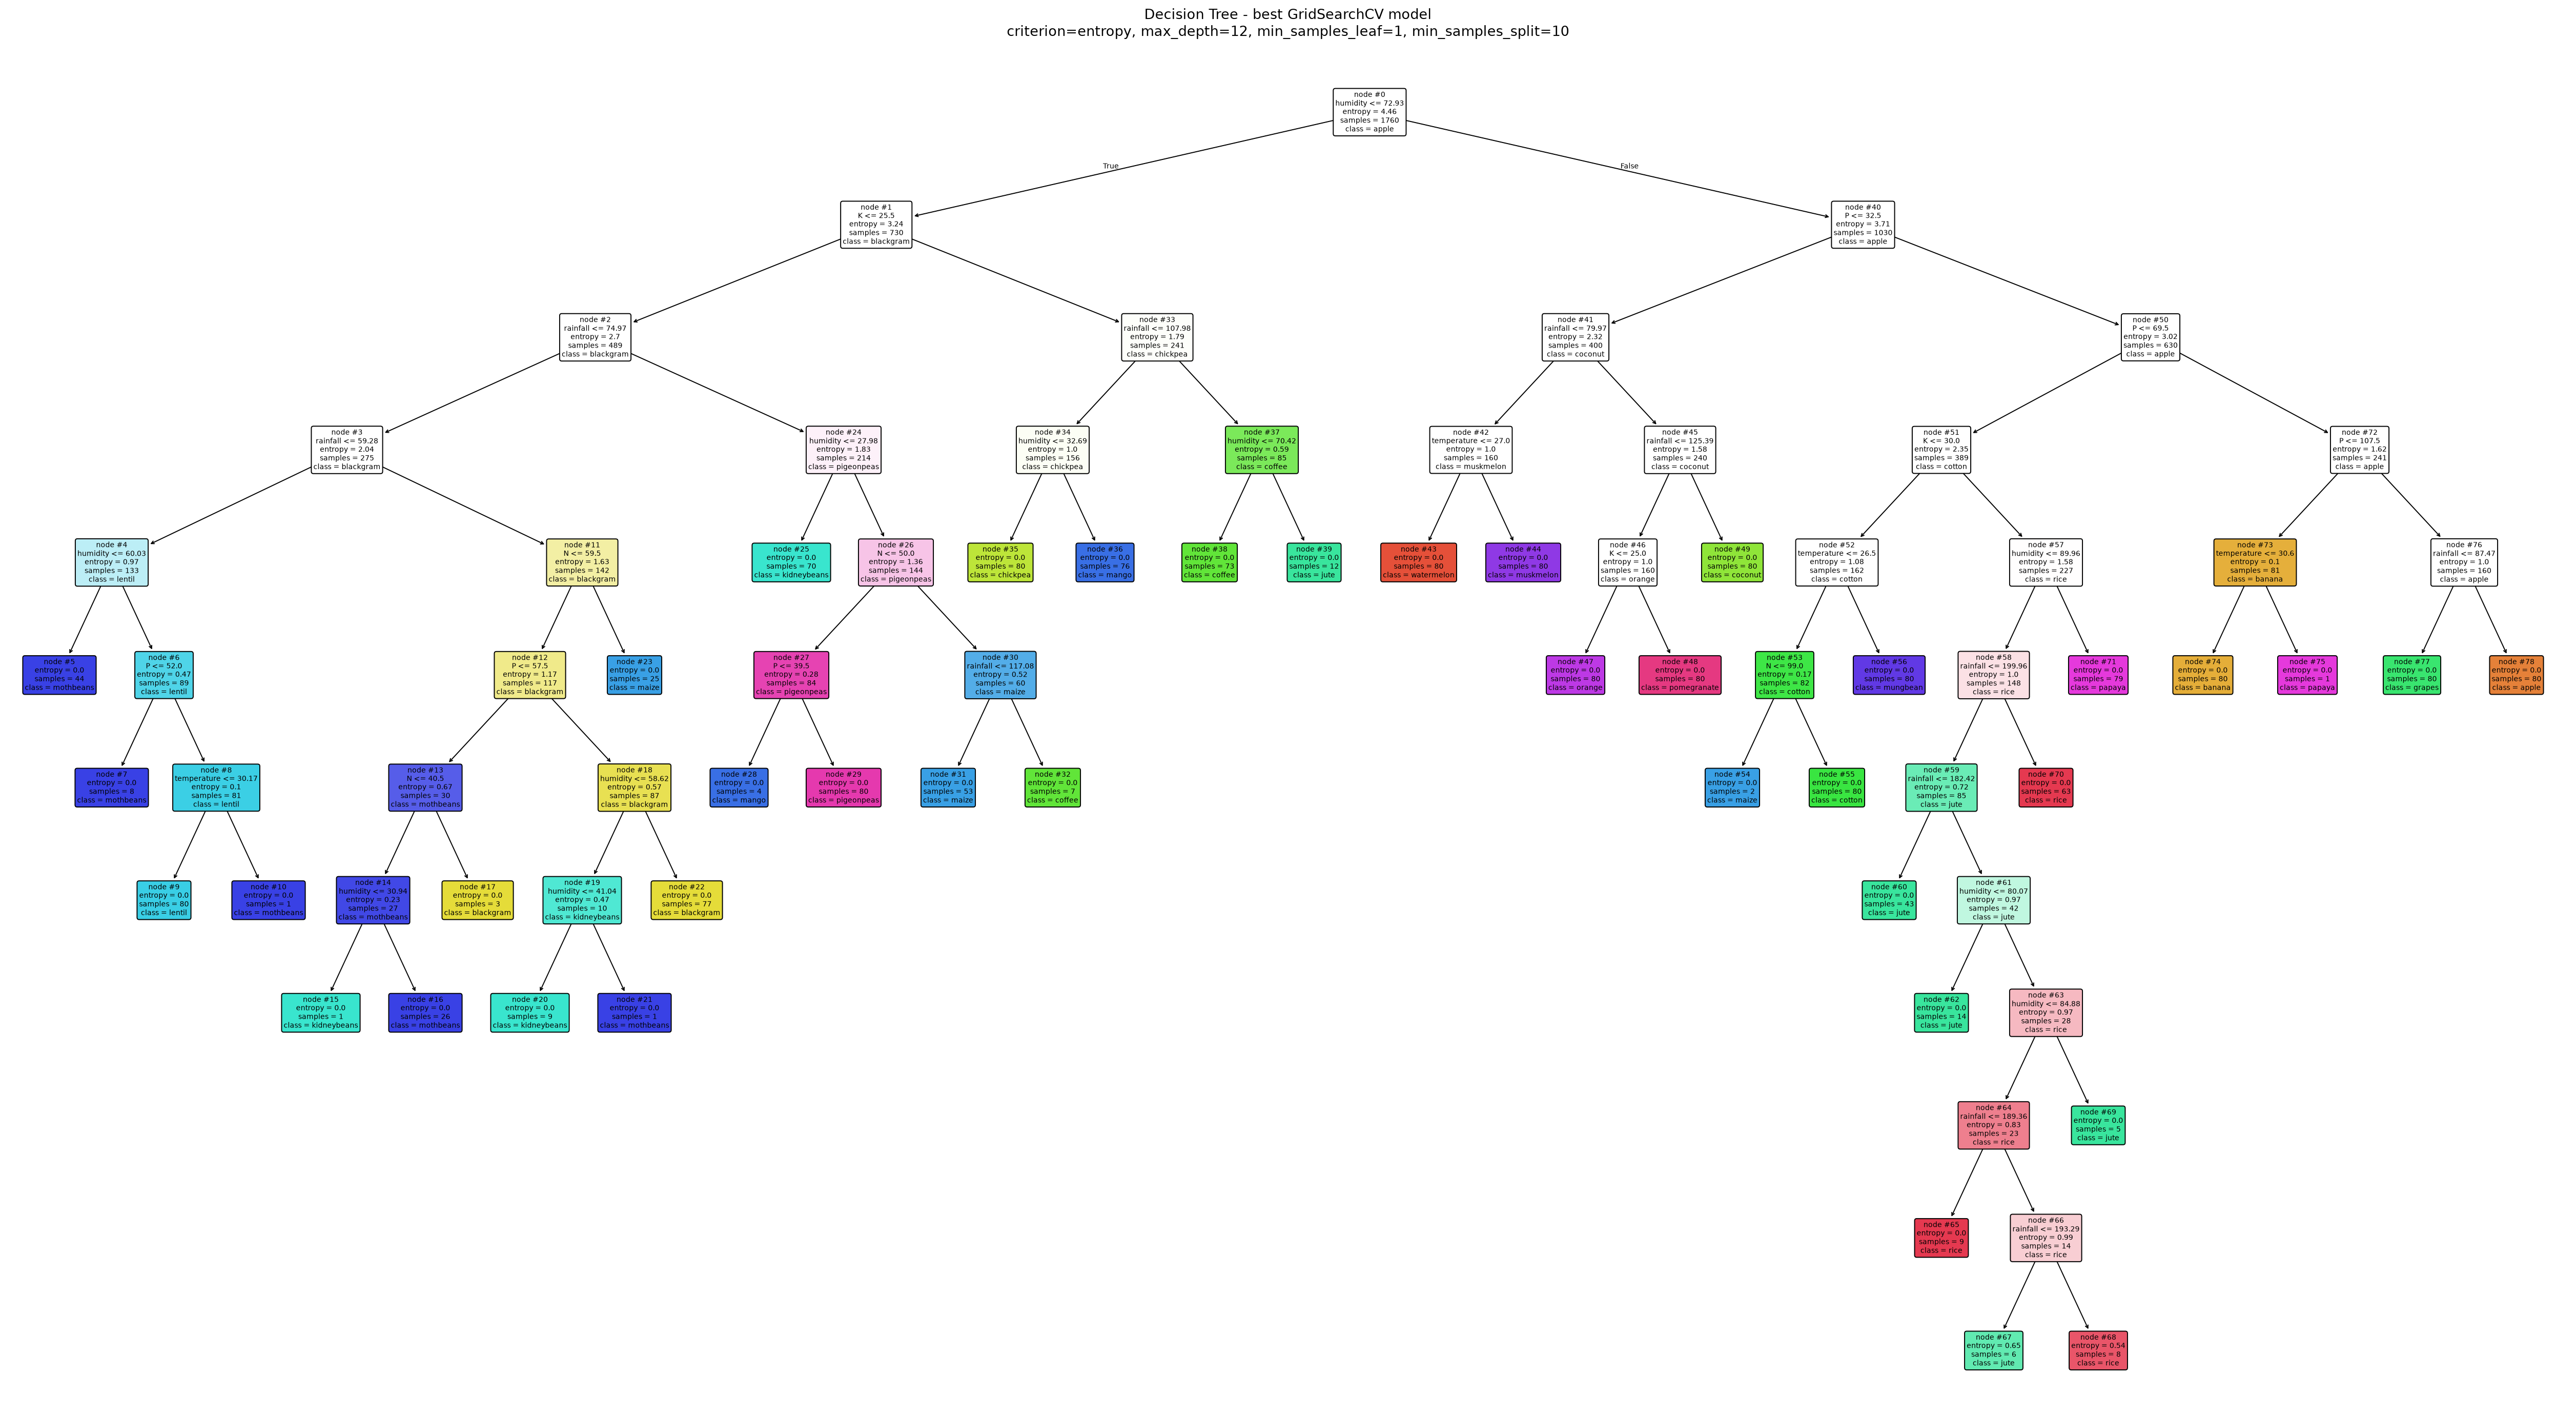 Decision Tree - best GridSearchCV model
criterion=entropy, max_depth=12, min_samples_leaf=1, min_samples_split=10
node #0
humidity <= 72.93
entropy = 4.46
samples = 1760
class = apple
True
False
node #1
K <= 25.5
entropy = 3.24
samples = 730
class = blackgram
node #40
P <= 32.5
entropy = 3.71
samples = 1030
class = apple
node #2
rainfall <= 74.97
entropy = 2.7
samples = 489
class = blackgram
node #33
rainfall <= 107.98
entropy = 1.79
samples = 241
class = chickpea
node #41
rainfall <= 79.97
entropy = 2.32
samples = 400
class = coconut
node #50
P <= 69.5
entropy = 3.02
samples = 630
class = apple
node #3
rainfall <= 59.28
entropy = 2.04
samples = 275
class = blackgram
node #24
humidity <= 27.98
entropy = 1.83
samples = 214
class = pigeonpeas
node #34
humidity <= 32.69
entropy = 1.0
samples = 156
class = chickpea
node #37
humidity <= 70.42
entropy = 0.59
samples = 85
class = coffee
node #42
temperature <= 27.0
entropy = 1.0
samples = 160
class = muskmelon
node #45
rainfall <= 125.39
entropy = 1.58
samples = 240
class = coconut
node #51
K <= 30.0
entropy = 2.35
samples = 389
class = cotton
node #72
P <= 107.5
entropy = 1.62
samples = 241
class = apple
node #4
humidity <= 60.03
entropy = 0.97
samples = 133
class = lentil
node #11
N <= 59.5
entropy = 1.63
samples = 142
class = blackgram
node #25
entropy = 0.0
samples = 70
class = kidneybeans
node #26
N <= 50.0
entropy = 1.36
samples = 144
class = pigeonpeas
node #35
entropy = 0.0
samples = 80
class = chickpea
node #36
entropy = 0.0
samples = 76
class = mango
node #38
entropy = 0.0
samples = 73
class = coffee
node #39
entropy = 0.0
samples = 12
class = jute
node #43
entropy = 0.0
samples = 80
class = watermelon
node #44
entropy = 0.0
samples = 80
class = muskmelon
node #46
K <= 25.0
entropy = 1.0
samples = 160
class = orange
node #49
entropy = 0.0
samples = 80
class = coconut
node #52
temperature <= 26.5
entropy = 1.08
samples = 162
class = cotton
node #57
humidity <= 89.96
entropy = 1.58
samples = 227
class = rice
node #73
temperature <= 30.6
entropy = 0.1
samples = 81
class = banana
node #76
rainfall <= 87.47
entropy = 1.0
samples = 160
class = apple
node #5
entropy = 0.0
samples = 44
class = mothbeans
node #6
P <= 52.0
entropy = 0.47
samples = 89
class = lentil
node #12
P <= 57.5
entropy = 1.17
samples = 117
class = blackgram
node #23
entropy = 0.0
samples = 25
class = maize
node #27
P <= 39.5
entropy = 0.28
samples = 84
class = pigeonpeas
node #30
rainfall <= 117.08
entropy = 0.52
samples = 60
class = maize
node #47
entropy = 0.0
samples = 80
class = orange
node #48
entropy = 0.0
samples = 80
class = pomegranate
node #53
N <= 99.0
entropy = 0.17
samples = 82
class = cotton
node #56
entropy = 0.0
samples = 80
class = mungbean
node #58
rainfall <= 199.96
entropy = 1.0
samples = 148
class = rice
node #71
entropy = 0.0
samples = 79
class = papaya
node #74
entropy = 0.0
samples = 80
class = banana
node #75
entropy = 0.0
samples = 1
class = papaya
node #77
entropy = 0.0
samples = 80
class = grapes
node #78
entropy = 0.0
samples = 80
class = apple
node #7
entropy = 0.0
samples = 8
class = mothbeans
node #8
temperature <= 30.17
entropy = 0.1
samples = 81
class = lentil
node #13
N <= 40.5
entropy = 0.67
samples = 30
class = mothbeans
node #18
humidity <= 58.62
entropy = 0.57
samples = 87
class = blackgram
node #28
entropy = 0.0
samples = 4
class = mango
node #29
entropy = 0.0
samples = 80
class = pigeonpeas
node #31
entropy = 0.0
samples = 53
class = maize
node #32
entropy = 0.0
samples = 7
class = coffee
node #54
entropy = 0.0
samples = 2
class = maize
node #55
entropy = 0.0
samples = 80
class = cotton
node #59
rainfall <= 182.42
entropy = 0.72
samples = 85
class = jute
node #70
entropy = 0.0
samples = 63
class = rice
node #9
entropy = 0.0
samples = 80
class = lentil
node #10
entropy = 0.0
samples = 1
class = mothbeans
node #14
humidity <= 30.94
entropy = 0.23
samples = 27
class = mothbeans
node #17
entropy = 0.0
samples = 3
class = blackgram
node #19
humidity <= 41.04
entropy = 0.47
samples = 10
class = kidneybeans
node #22
entropy = 0.0
samples = 77
class = blackgram
node #60
entropy = 0.0
samples = 43
class = jute
node #61
humidity <= 80.07
entropy = 0.97
samples = 42
class = jute
node #15
entropy = 0.0
samples = 1
class = kidneybeans
node #16
entropy = 0.0
samples = 26
class = mothbeans
node #20
entropy = 0.0
samples = 9
class = kidneybeans
node #21
entropy = 0.0
samples = 1
class = mothbeans
node #62
entropy = 0.0
samples = 14
class = jute
node #63
humidity <= 84.88
entropy = 0.97
samples = 28
class = rice
node #64
rainfall <= 189.36
entropy = 0.83
samples = 23
class = rice
node #69
entropy = 0.0
samples = 5
class = jute
node #65
entropy = 0.0
samples = 9
class = rice
node #66
rainfall <= 193.29
entropy = 0.99
samples = 14
class = rice
node #67
entropy = 0.65
samples = 6
class = jute
node #68
entropy = 0.54
samples = 8
class = rice